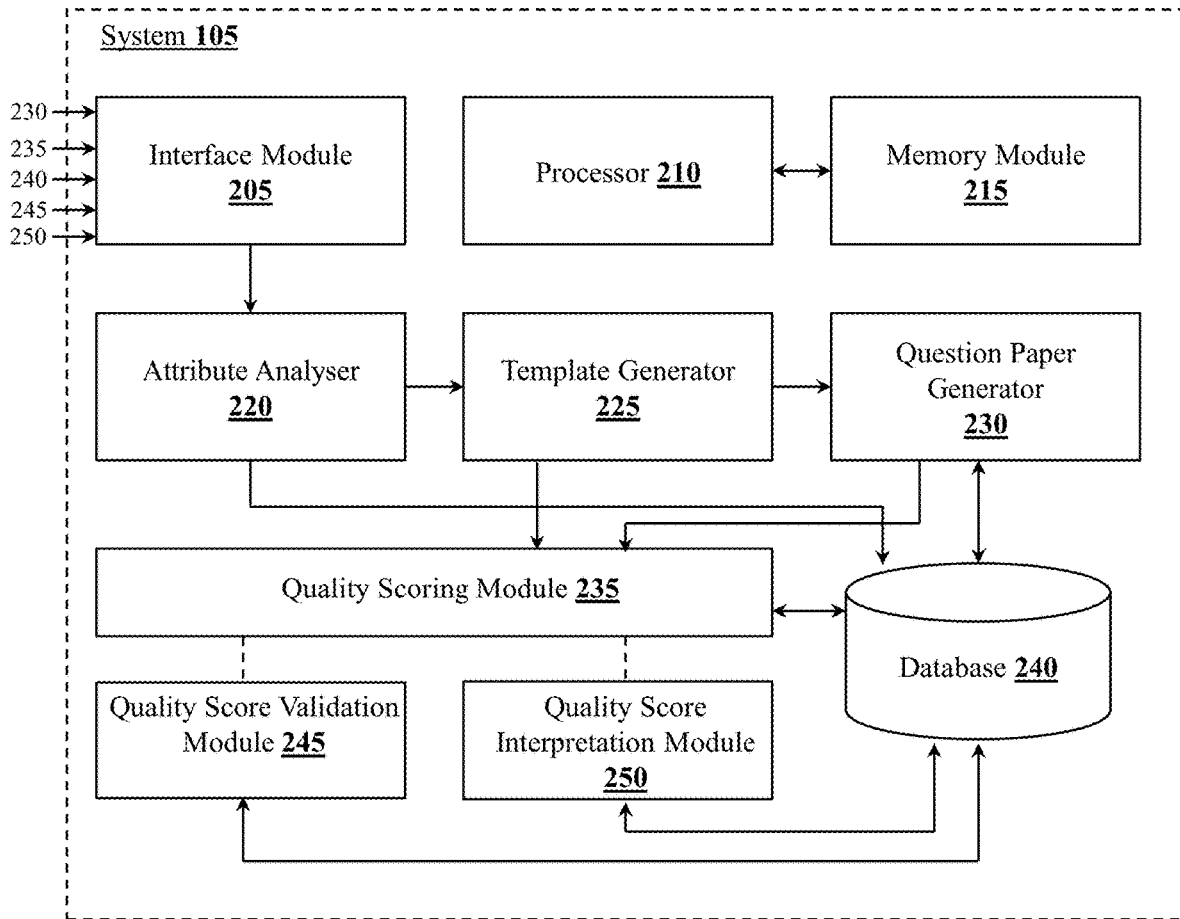 System 105
230
235
240
245
250
Interface Module
205
Processor 210
Memory Module
215
Attribute Analyser
220
Template Generator
225
Question Paper
Generator
230
Quality Scoring Module 235
Database 240
Quality Score Validation
Module 245
Quality Score
Interpretation Module
250